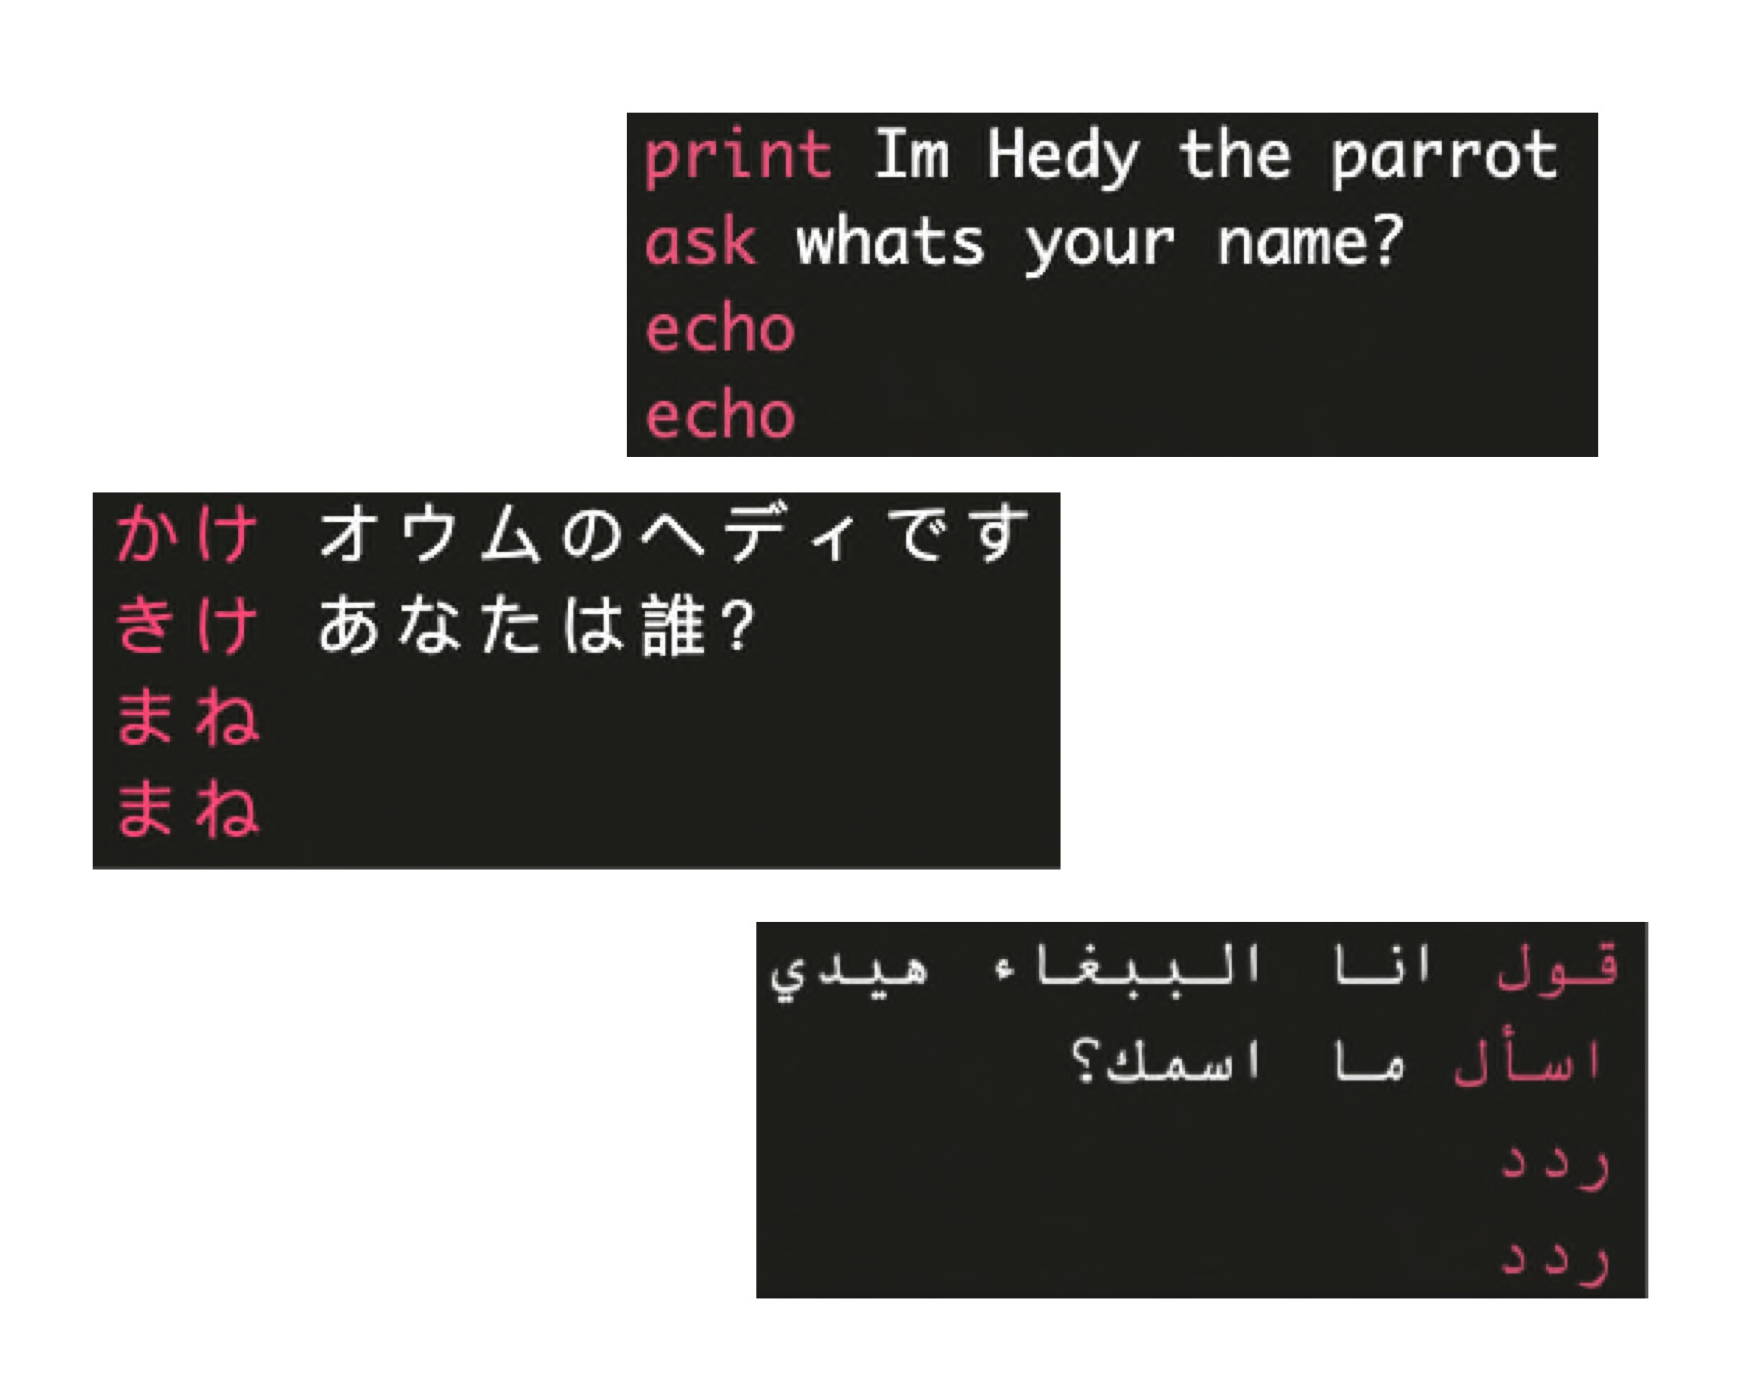 print Im Hedy the parrot
ask whats your name?
echo
echo
かけ オウムのヘディです
きけ あなたは誰?
まね
まね
قول انا الببغاء هيدي
اسأل ما اسمك؟
ردد
ردد